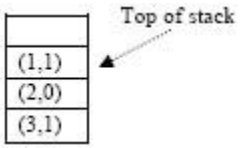 Top of stack
(1,1)
(2,0)
(3,1)